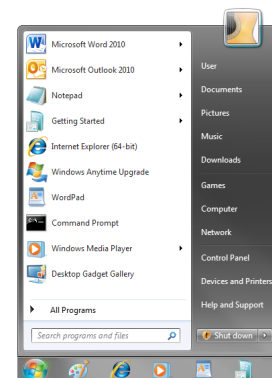 Microsoft Word 2010
Microsoft Outlook 2010
Notepad
Getting Started
Internet Explorer (64-bit)
Windows Anytime Upgrade
WordPad
Command Prompt
Windows Media Player
Desktop Gadget Gallery
All Programs
Search programs and files
User
Documents
Pictures
Music
Downloads
Games
Computer
Network
Control Panel
Devices and Printers
Help and Support
Shut down